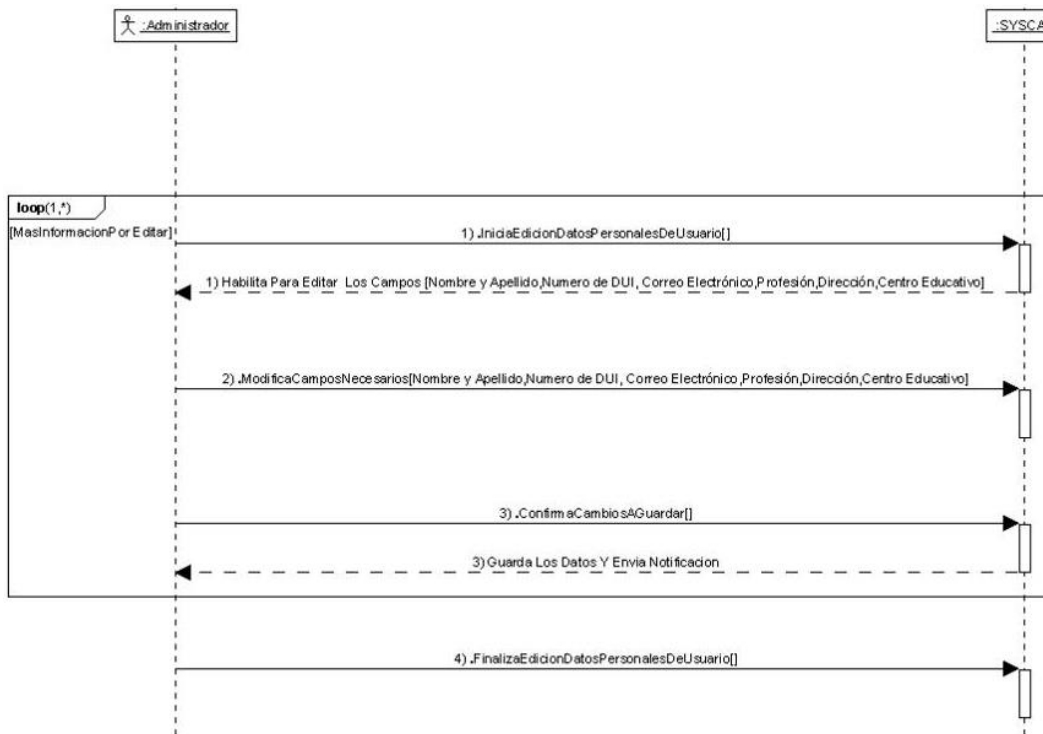 :Administrador
:SYSCA
loop(1,*)
[MasInformacionPorEditar]
1) .IniciaEdicionDatosPersonalesDeUsuario[]
1) Habilita Para Editar Los Campos [Nombre y Apellido,Numero de DUI, Correo Electrónico,Profesión,Dirección,Centro Educativo]
2) .ModificaCamposNecesarios[Nombre y Apellido,Numero de DUI, Correo Electrónico,Profesión,Dirección,Centro Educativo]
3) .ConfirmaCambiosAGuardar[]
3) Guarda Los Datos Y Envia Notificacion
4) .FinalizaEdicionDatosPersonalesDeUsuario[]